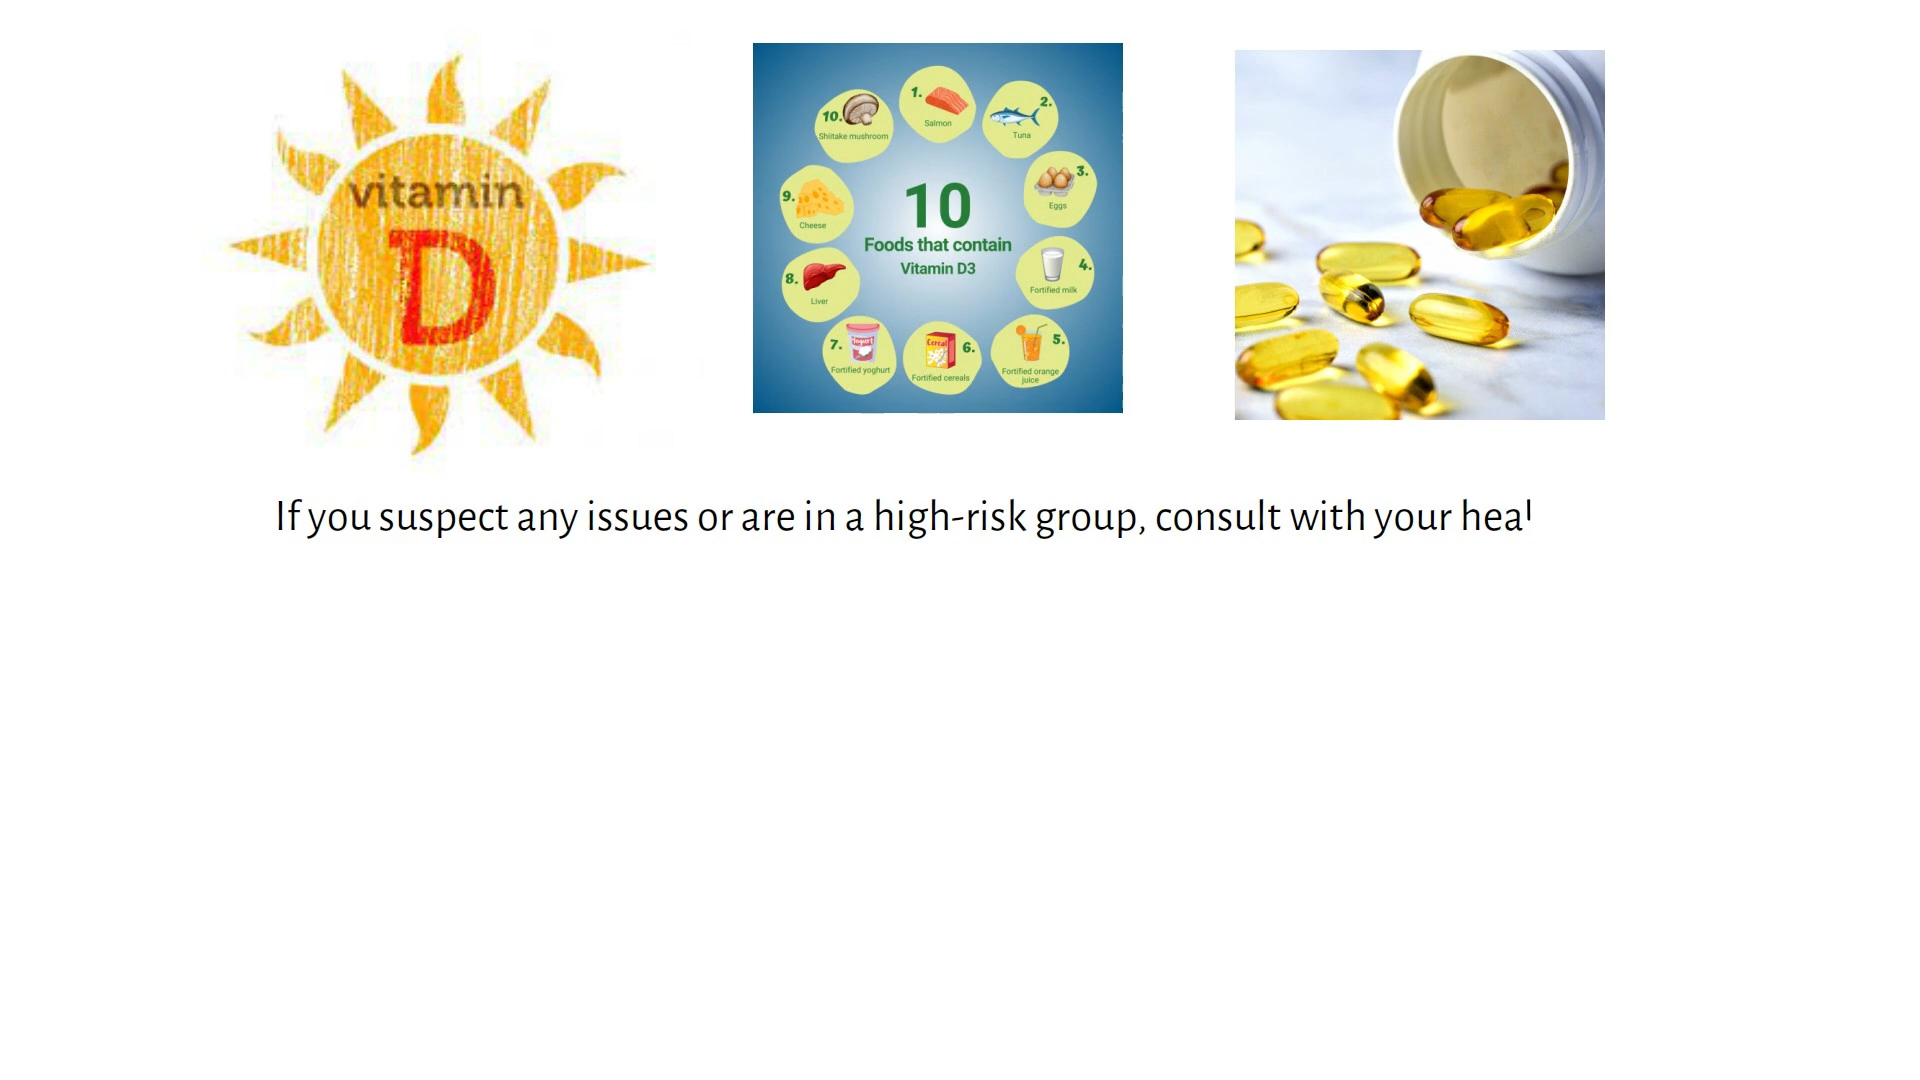 vitamin
D
10
Foods that contain
Vitamin D3
1.
Salmon
2.
Tuna
3.
Eggs
4.
Fortified milk
5.
Fortified orange
juice
6.
Cereal
Fortified cereals
7.
Yogurt
Fortified yoghurt
8.
Liver
9.
Cheese
10.
Shiitake mushroom
If you suspect any issues or are in a high-risk group, consult with your